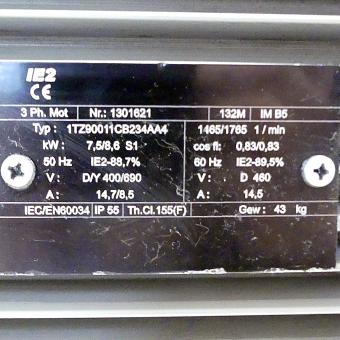 IE2
CE
3 Ph. Mot Nr.: 1301621 132M IM B5
Typ : 1TZ90011CB234AA4 1465/1765 1 / min
kW : 7,5/8,6 S1 cos fi: 0,83/0,83
50 Hz IE2-88,7% 60 Hz IE2-89,5%
V : D/Y 400/690 V : D 460
A : 14,7/8,5 A : 14,5
IEC/EN60034 IP 55 Th.Cl.155(F) Gew : 43 kg